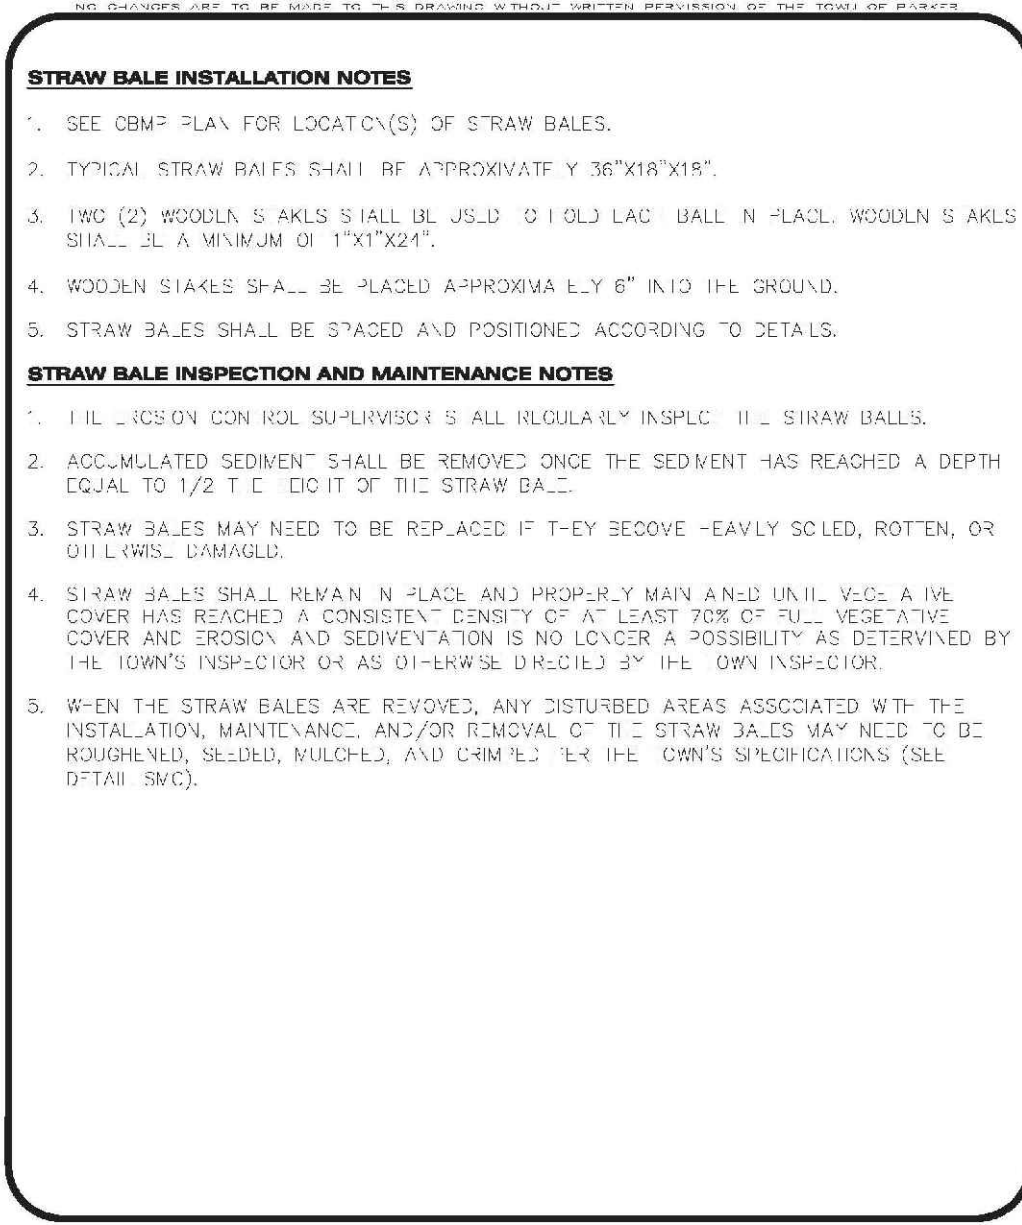 NO CHANGES ARE TO BE MADE TO THIS DRAWING WITHOUT WRITTEN PERMISSION OF THE TOWN OF PARKER
STRAW BALE INSTALLATION NOTES
1. SEE CBMP PLAN FOR LOCATION(S) OF STRAW BALES.
2. TYPICAL STRAW BALES SHALL BE APPROXIMATELY 36"X18"X18".
3. TWO (2) WOODEN STAKES SHALL BE USED TO HOLD EACH BALE IN PLACE. WOODEN STAKES
SHALL BE A MINIMUM OF 1"X1"X24".
4. WOODEN STAKES SHALL BE PLACED APPROXIMATELY 6" INTO THE GROUND.
5. STRAW BALES SHALL BE SPACED AND POSITIONED ACCORDING TO DETAILS.
STRAW BALE INSPECTION AND MAINTENANCE NOTES
1. THE EROSION CONTROL SUPERVISOR SHALL REGULARLY INSPECT THE STRAW BALES.
2. ACCUMULATED SEDIMENT SHALL BE REMOVED ONCE THE SEDIMENT HAS REACHED A DEPTH
EQUAL TO 1/2 THE HEIGHT OF THE STRAW BALE.
3. STRAW BALES MAY NEED TO BE REPLACED IF THEY BECOME HEAVILY SOILED, ROTTEN, OR
OTHERWISE DAMAGED.
4. STRAW BALES SHALL REMAIN IN PLACE AND PROPERLY MAINTAINED UNTIL VEGETATIVE
COVER HAS REACHED A CONSISTENT DENSITY OF AT LEAST 70% OF FULL VEGETATIVE
COVER AND EROSION AND SEDIMENTATION IS NO LONGER A POSSIBILITY AS DETERMINED BY
THE TOWN'S INSPECTOR OR AS OTHERWISE DIRECTED BY THE TOWN INSPECTOR.
5. WHEN THE STRAW BALES ARE REMOVED, ANY DISTURBED AREAS ASSOCIATED WITH THE
INSTALLATION, MAINTENANCE, AND/OR REMOVAL OF THE STRAW BALES MAY NEED TO BE
ROUGHENED, SEEDED, MULCHED, AND CRIMPED PER THE TOWN'S SPECIFICATIONS (SEE
DETAIL SMC).